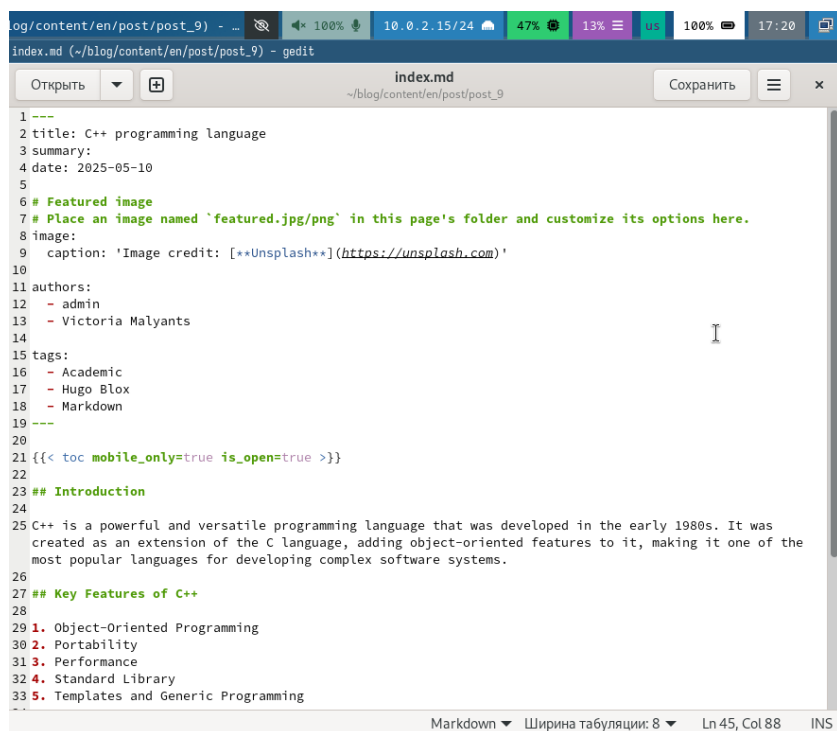 log/content/en/post/post_9) - … 100% 10.0.2.15/24 47% 13% us 100% 17:20
index.md (~/blog/content/en/post/post_9) - gedit
Открыть index.md Сохранить
~/blog/content/en/post/post_9
1 ---
2 title: C++ programming language
3 summary:
4 date: 2025-05-10
5
6 # Featured image
7 # Place an image named `featured.jpg/png` in this page's folder and customize its options here.
8 image:
9   caption: 'Image credit: [**Unsplash**](https://unsplash.com)'
10
11 authors:
12   - admin
13   - Victoria Malyants
14
15 tags:
16   - Academic
17   - Hugo Blox
18   - Markdown
19 ---
20
21 {{< toc mobile_only=true is_open=true >}}
22
23 ## Introduction
24
25 C++ is a powerful and versatile programming language that was developed in the early 1980s. It was
created as an extension of the C language, adding object-oriented features to it, making it one of the
most popular languages for developing complex software systems.
26
27 ## Key Features of C++
28
29 1. Object-Oriented Programming
30 2. Portability
31 3. Performance
32 4. Standard Library
33 5. Templates and Generic Programming
Markdown Ширина табуляции: 8 Ln 45, Col 88 INS